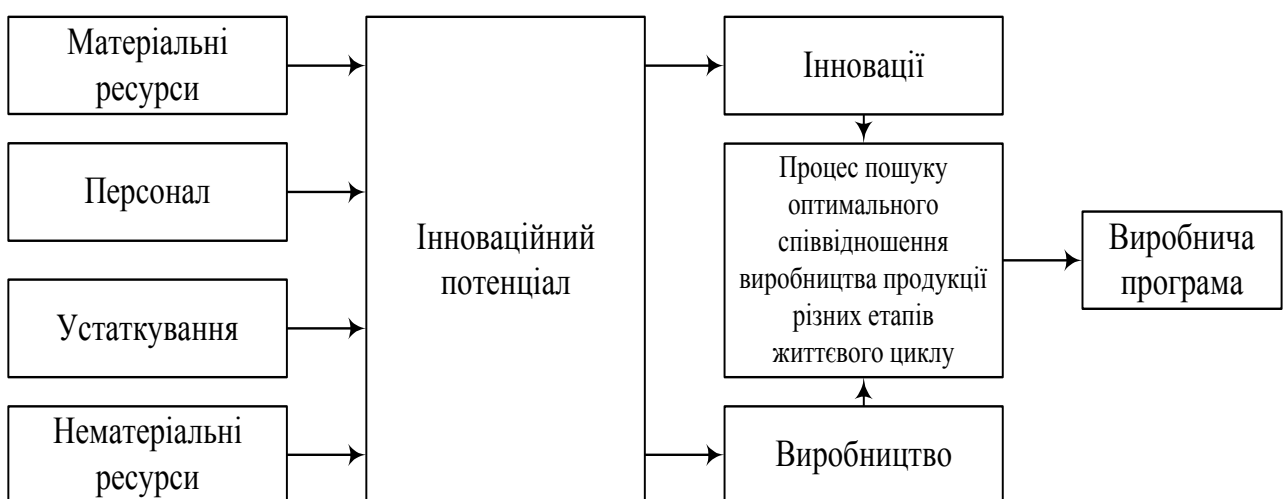 Матеріальні
ресурси
Персонал
Устаткування
Нематеріальні
ресурси
Інноваційний
потенціал
Інновації
Процес пошуку
оптимального
співвідношення
виробництва продукції
різних етапів
життєвого циклу
Виробництво
Виробнича
програма